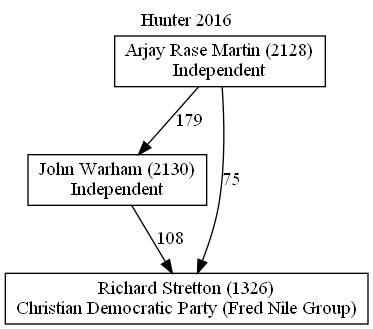 Hunter 2016
Arjay Rase Martin (2128)
Independent
179
John Warham (2130)
Independent
75
108
Richard Stretton (1326)
Christian Democratic Party (Fred Nile Group)